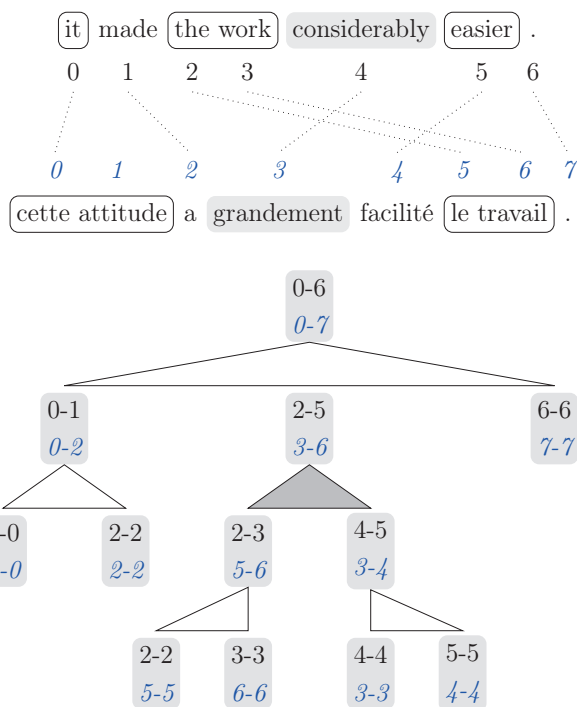 it made the work considerably easier .
0 1 2 3 4 5 6
0 1 2 3 4 5 6 7
cette attitude a grandement facilité le travail .
0-6
0-7
0-1 2-5 6-6
0-2 3-6 7-7
-0 2-2 2-3 4-5
-0 2-2 5-6 3-4
2-2 3-3 4-4 5-5
5-5 6-6 3-3 4-4